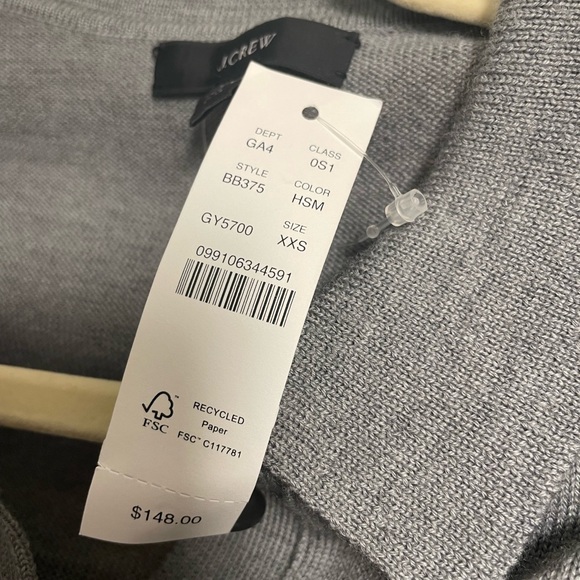 J.CREW
DEPT CLASS
GA4 0S1
STYLE COLOR
BB375 HSM
SIZE
GY5700 XXS
099106344591
RECYCLED
Paper
FSC™ C117781
FSC
$148.00